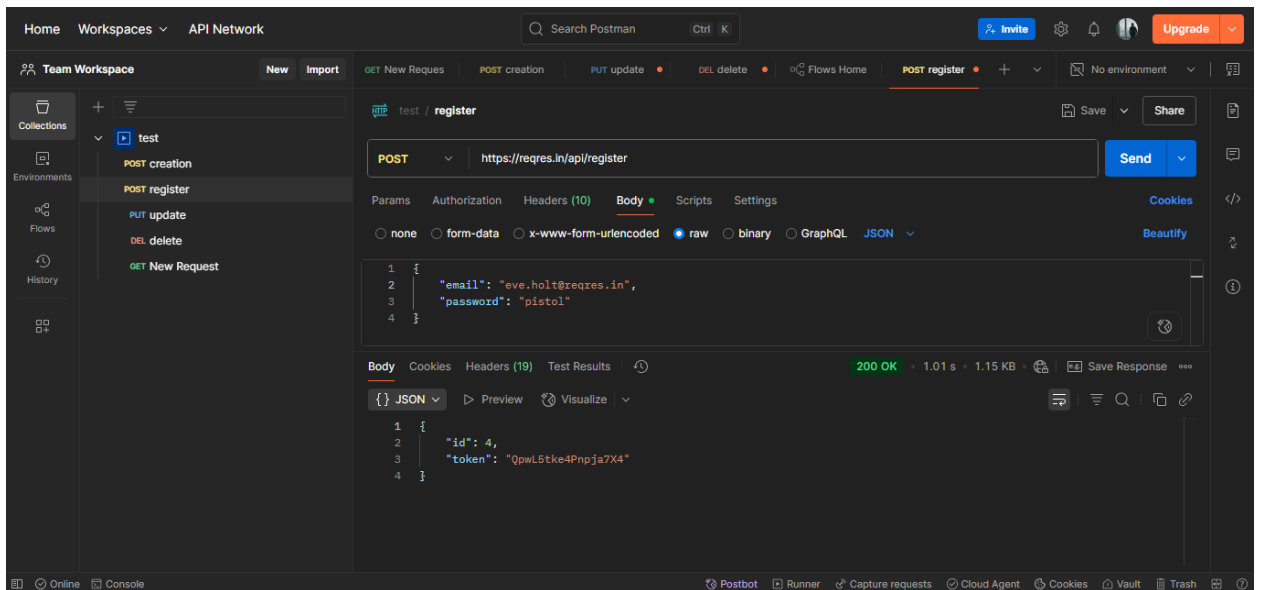 Home Workspaces API Network Search Postman Ctrl K Invite Upgrade
Team Workspace New Import GET New Reques POST creation PUT update DEL delete Flows Home POST register No environment
Collections
Environments
Flows
History
test
POST creation
POST register
PUT update
DEL delete
GET New Request
HTTP test / register Save Share
POST https://reqres.in/api/register Send
Params Authorization Headers (10) Body Scripts Settings Cookies
none form-data x-www-form-urlencoded raw binary GraphQL JSON Beautify
1 {
2 "email": "eve.holt@reqres.in",
3 "password": "pistol"
4 }
Body Cookies Headers (19) Test Results 200 OK 1.01 s 1.15 KB Save Response
{} JSON Preview Visualize
1 {
2 "id": 4,
3 "token": "QpwL5tke4Pnpja7X4"
4 }
Online Console Postbot Runner Capture requests Cloud Agent Cookies Vault Trash